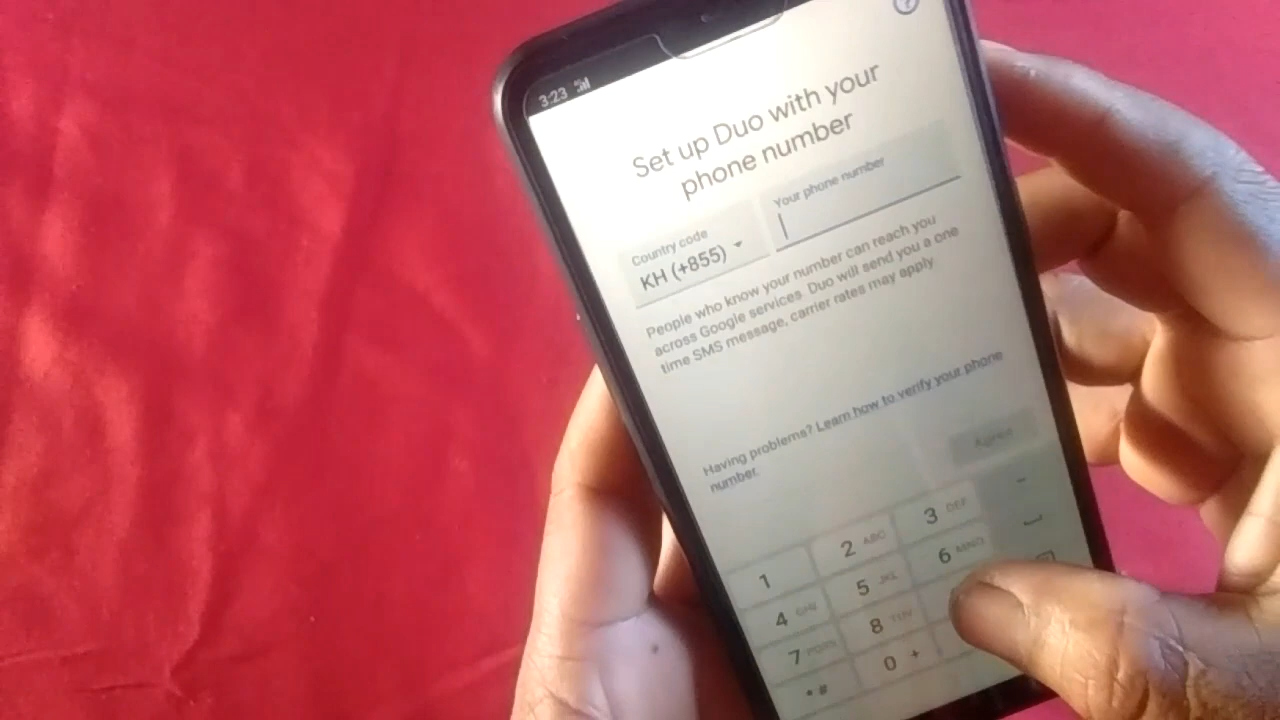 3:23
Set up Duo with your
phone number
Country code
KH (+855)
Your phone number
People who know your number can reach you
across Google services. Duo will send you a one
time SMS message, carrier rates may apply
Having problems? Learn how to verify your phone
number.
Agree
1
2 ABC
3 DEF
-
4 GHI
5 JKL
6 MNO
7 PQRS
8 TUV
* #
0 +